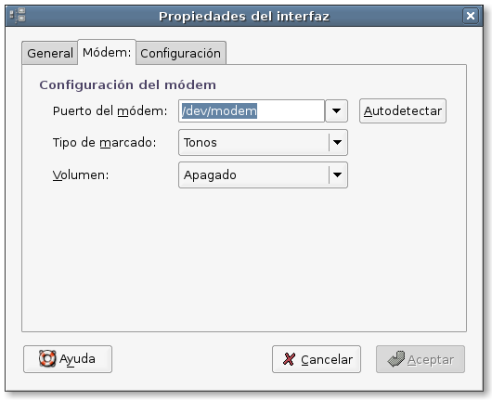 Propiedades del interfaz
General Módem: Configuración
Configuración del módem
Puerto del módem: /dev/modem Autodetectar
Tipo de marcado: Tonos
Volumen: Apagado
Ayuda Cancelar Aceptar